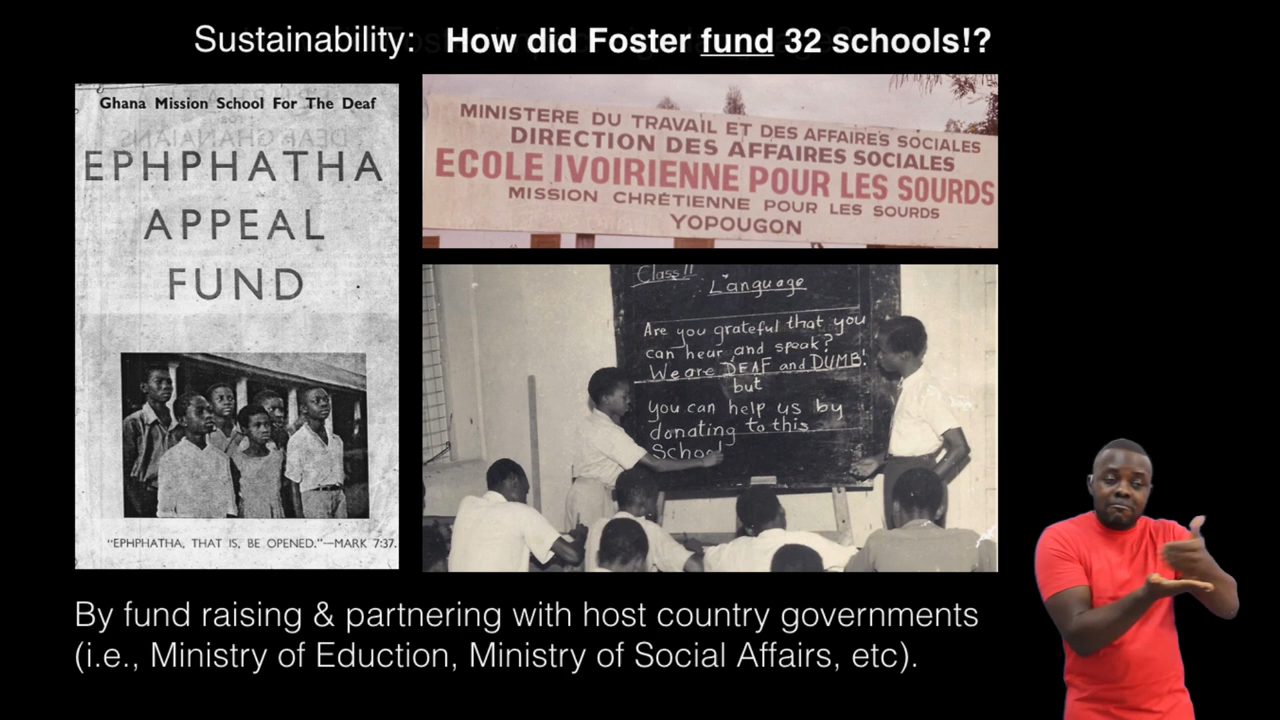 Sustainability: How did Foster fund 32 schools!?
Ghana Mission School For The Deaf
EPHPHATHA
APPEAL
FUND
"EPHPHATHA, THAT IS, BE OPENED."—MARK 7:37.
MINISTERE DU TRAVAIL ET DES AFFAIRES SOCIALES
DIRECTION DES AFFAIRES SOCIALES
ECOLE IVOIRIENNE POUR LES SOURDS
MISSION CHRÉTIENNE POUR LES SOURDS
YOPOUGON
Class II
Language
Are you grateful that you
can hear and speak?
We are DEAF and DUMB!
but
you can help us by
donating to this
School
By fund raising & partnering with host country governments
(i.e., Ministry of Eduction, Ministry of Social Affairs, etc).